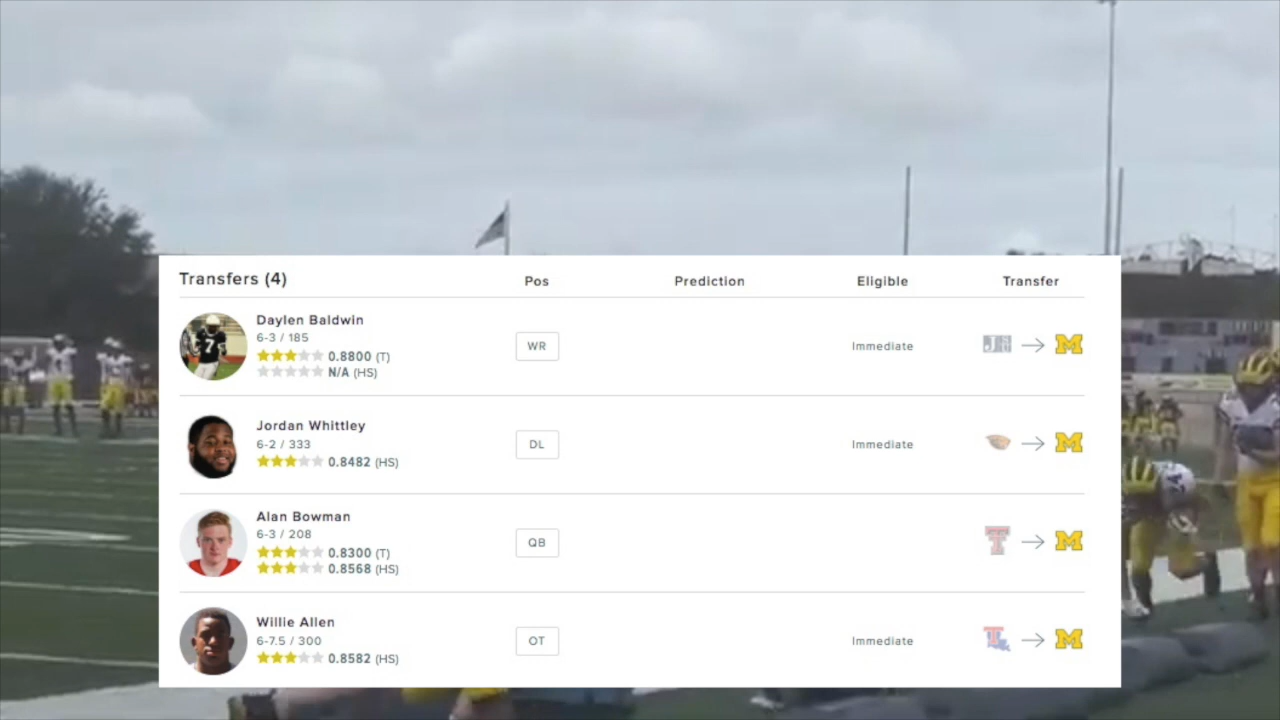 Transfers (4) Pos Prediction Eligible Transfer
Daylen Baldwin
6-3 / 185
0.8800 (T)
N/A (HS)
WR Immediate
Jordan Whittley
6-2 / 333
0.8482 (HS)
DL Immediate
Alan Bowman
6-3 / 208
0.8300 (T)
0.8568 (HS)
QB
Willie Allen
6-7.5 / 300
0.8582 (HS)
OT Immediate